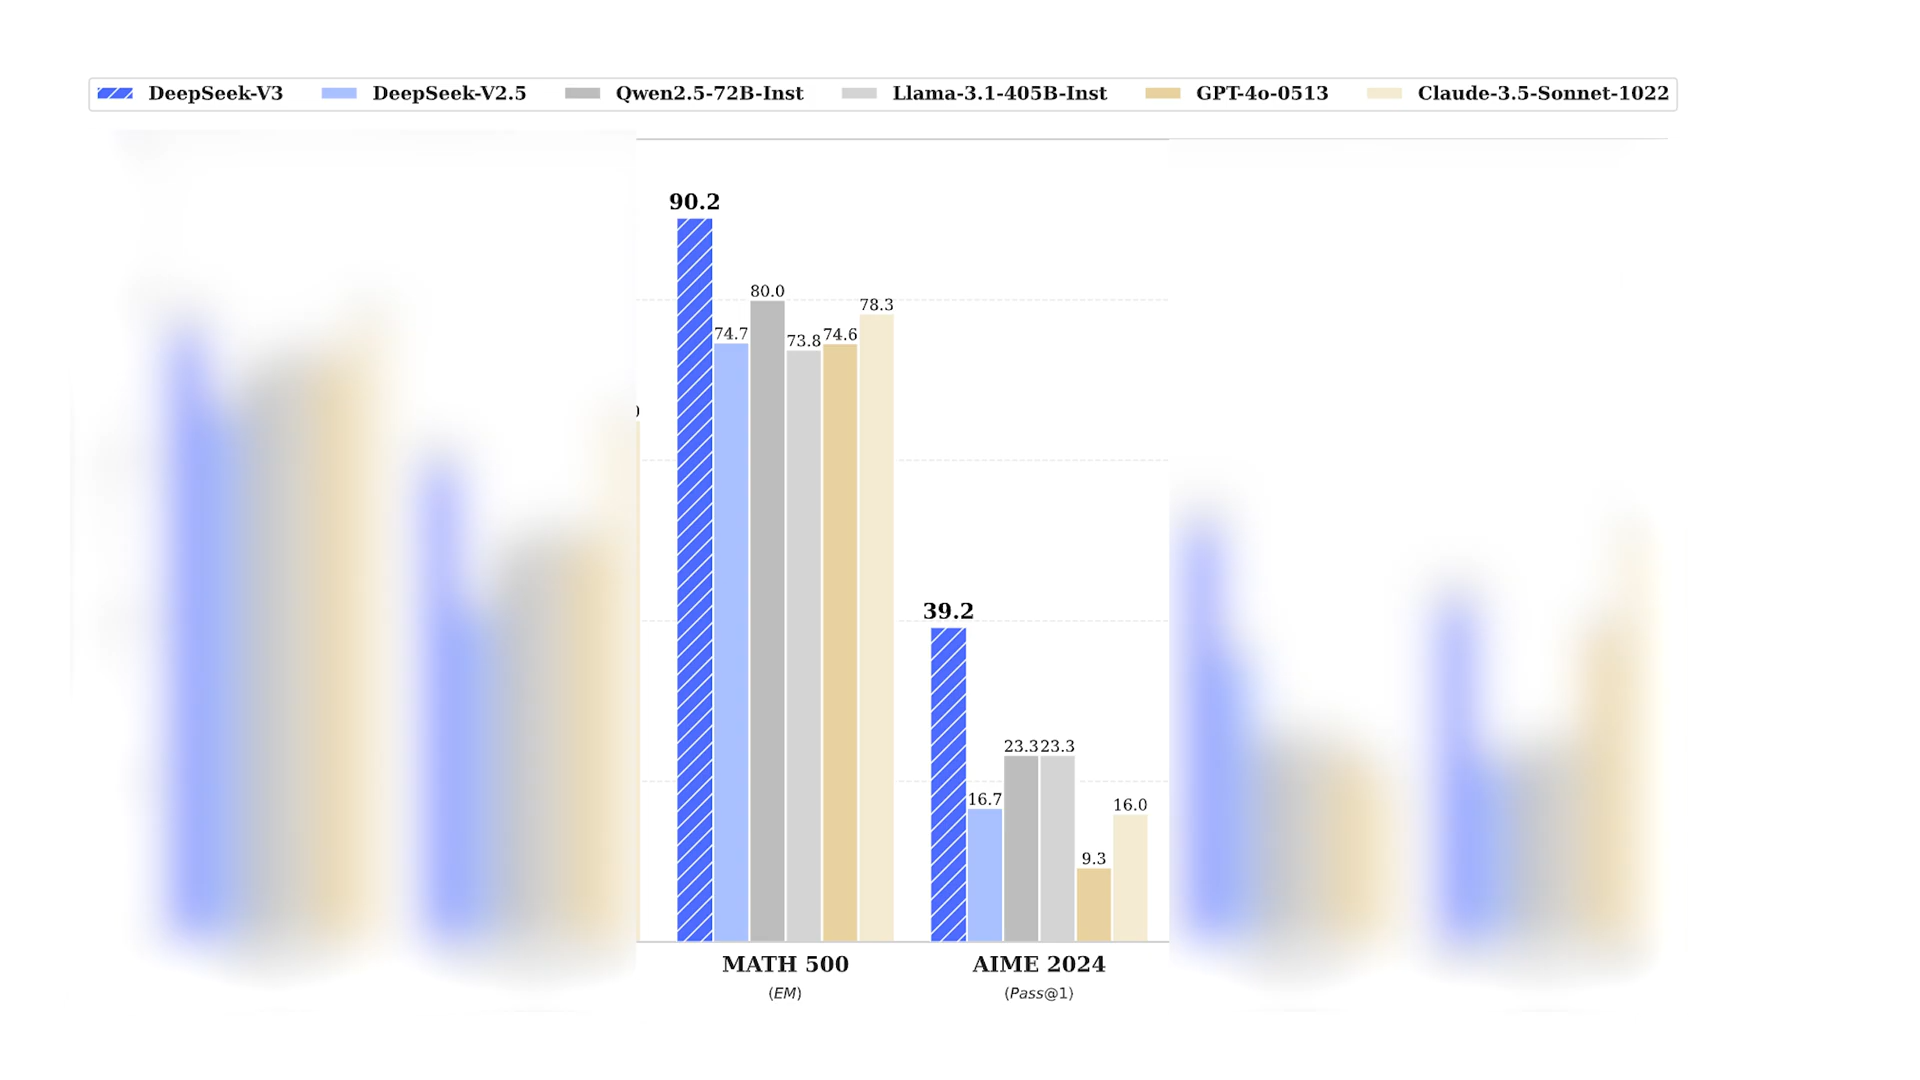 DeepSeek-V3 DeepSeek-V2.5 Qwen2.5-72B-Inst Llama-3.1-405B-Inst GPT-4o-0513 Claude-3.5-Sonnet-1022
90.2
80.0
78.3
74.7 73.8 74.6
39.2
23.3 23.3
16.7 16.0
9.3
MATH 500 AIME 2024
(EM) (Pass@1)